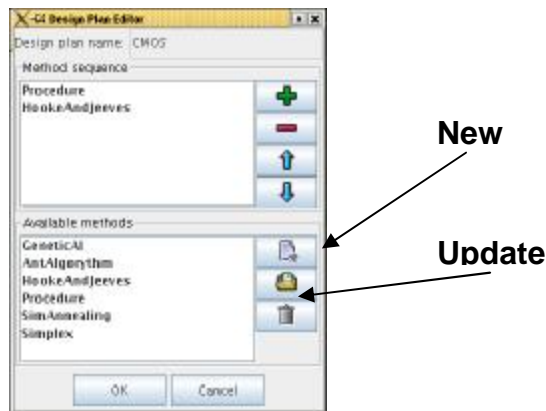 Design Plan Editor
Design plan name: CMOS
Method sequence
Procedure
HookeAndJeeves
New
Available methods
GeneticAl
AntAlgorythm
HookeAndJeeves
Procedure
SimAnnealing
Simplex
Update
OK
Cancel